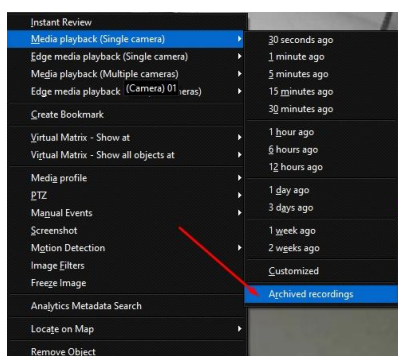 Instant Review
Media playback (Single camera)
Edge media playback (Single camera)
Media playback (Multiple cameras)
Edge media playback (Camera) 01 eras)
Create Bookmark
Virtual Matrix - Show at
Virtual Matrix - Show all objects at
Media profile
PTZ
Manual Events
Screenshot
Motion Detection
Image Filters
Freeze Image
Analytics Metadata Search
Locate on Map
Remove Object
30 seconds ago
1 minute ago
5 minutes ago
15 minutes ago
30 minutes ago
1 hour ago
6 hours ago
12 hours ago
1 day ago
3 days ago
1 week ago
2 weeks ago
Customized
Archived recordings